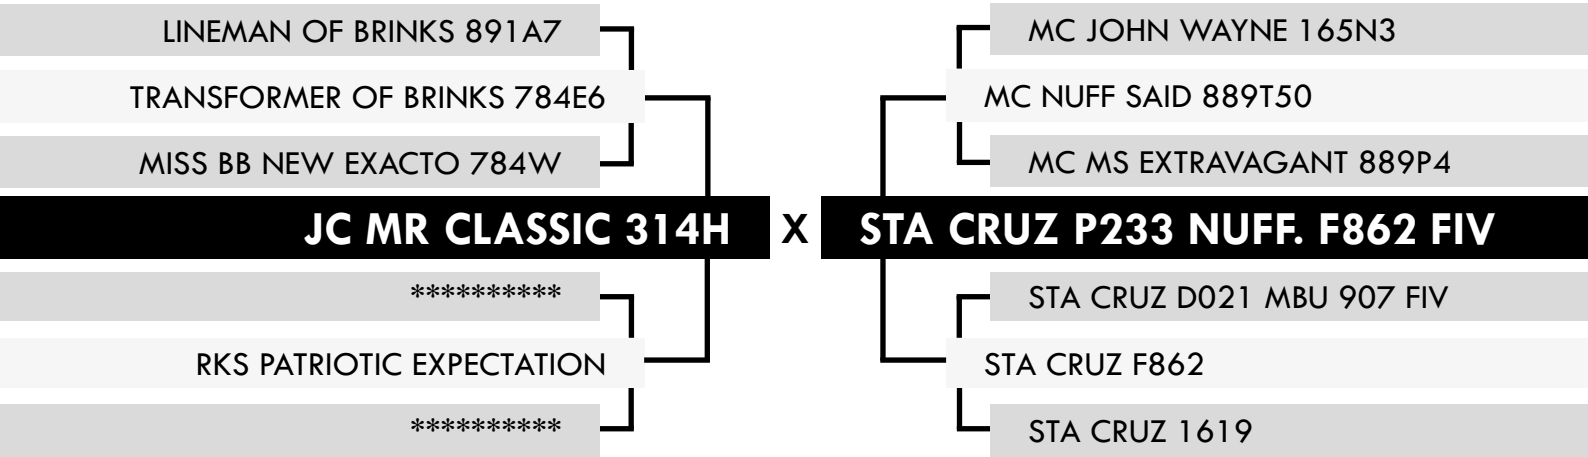 LINEMAN OF BRINKS 891A7
MC JOHN WAYNE 165N3
TRANSFORMER OF BRINKS 784E6
MC NUFF SAID 889T50
MISS BB NEW EXACTO 784W
MC MS EXTRAVAGANT 889P4
JC MR CLASSIC 314H X STA CRUZ P233 NUFF. F862 FIV
**********
STA CRUZ D021 MBU 907 FIV
RKS PATRIOTIC EXPECTATION
STA CRUZ F862
**********
STA CRUZ 1619